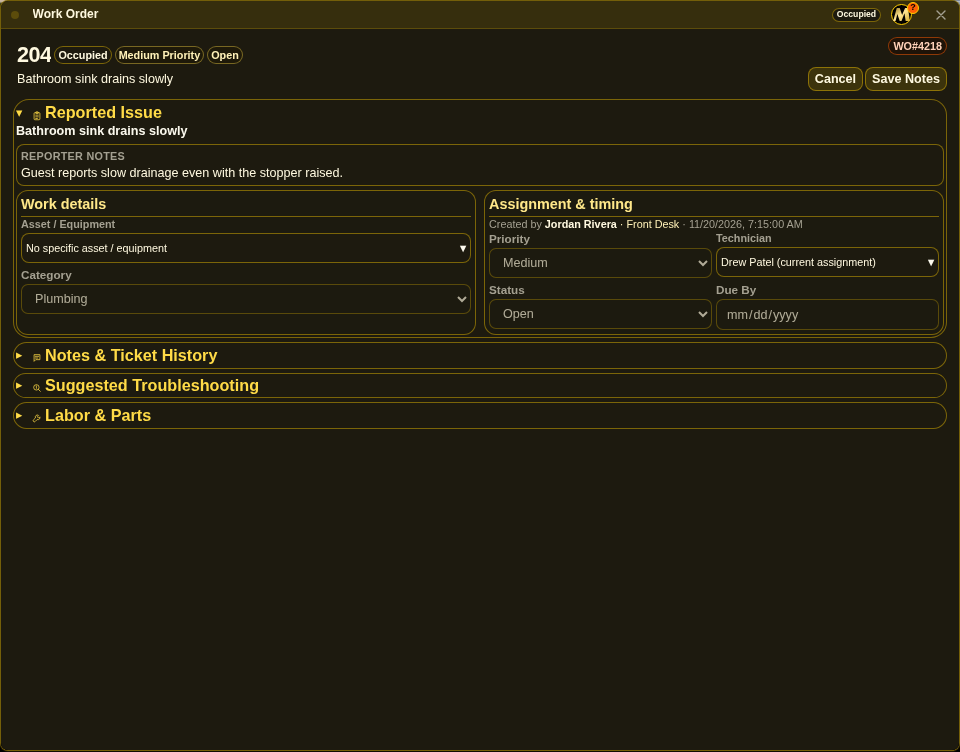 Work Order
Occupied
M?
204 Occupied Medium Priority Open
WO#4218
Bathroom sink drains slowly
Cancel Save Notes
Reported Issue
Bathroom sink drains slowly
REPORTER NOTES
Guest reports slow drainage even with the stopper raised.
Work details
Asset / Equipment
No specific asset / equipment
Category
Plumbing
Assignment & timing
Created by Jordan Rivera · Front Desk · 11/20/2026, 7:15:00 AM
Priority
Medium
Technician
Drew Patel (current assignment)
Status
Open
Due By
mm/dd/yyyy
Notes & Ticket History
Suggested Troubleshooting
Labor & Parts